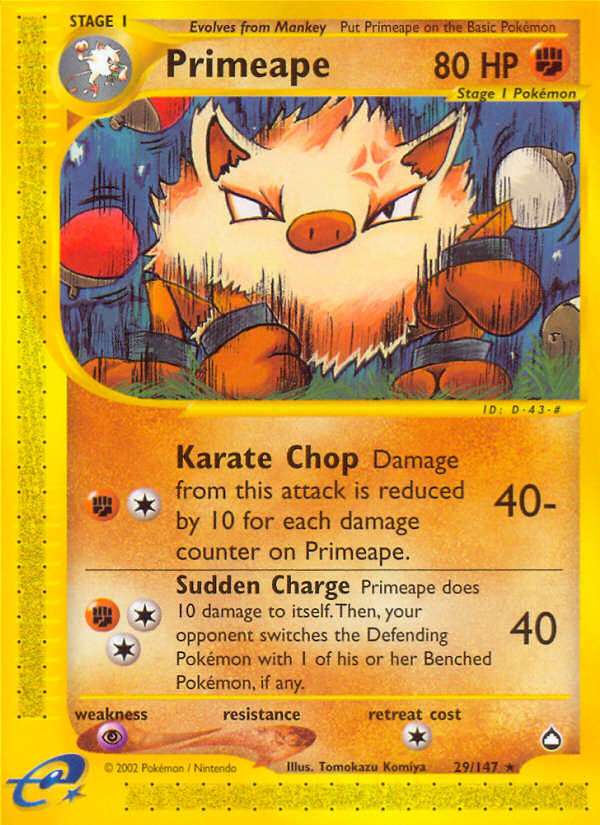 STAGE 1
Evolves from Mankey Put Primeape on the Basic Pokémon
Primeape 80 HP
Stage 1 Pokémon
ID: D-43-#
Karate Chop Damage
from this attack is reduced
by 10 for each damage
counter on Primeape.
40-
Sudden Charge Primeape does
10 damage to itself. Then, your
opponent switches the Defending
Pokémon with 1 of his or her Benched
Pokémon, if any.
40
weakness resistance retreat cost
© 2002 Pokémon / Nintendo Illus. Tomokazu Komiya 29/147 ★
e